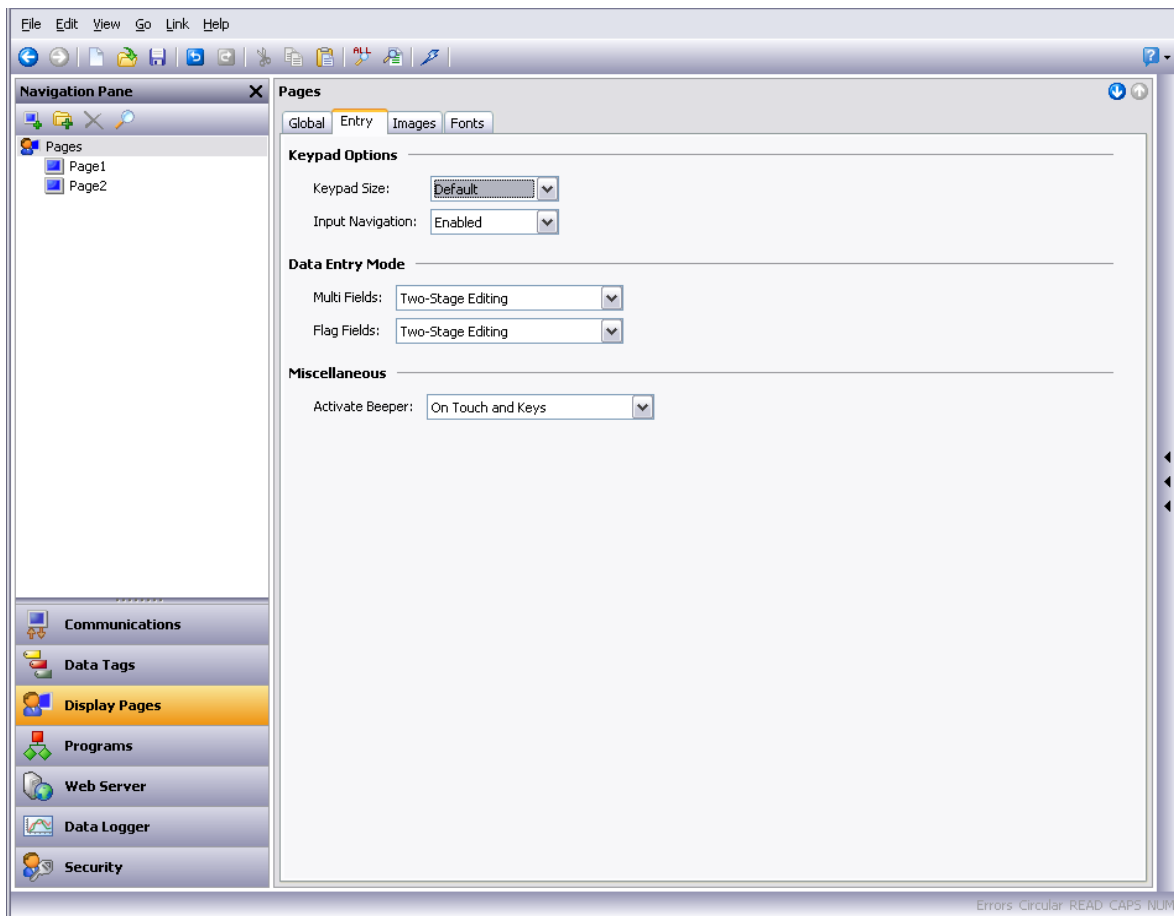 File Edit View Go Link Help
ALL
?
Navigation Pane
Pages
Page1
Page2
Communications
Data Tags
Display Pages
Programs
Web Server
Data Logger
Security
Pages
Global Entry Images Fonts
Keypad Options
Keypad Size: Default
Input Navigation: Enabled
Data Entry Mode
Multi Fields: Two-Stage Editing
Flag Fields: Two-Stage Editing
Miscellaneous
Activate Beeper: On Touch and Keys
Errors Circular READ CAPS NUM